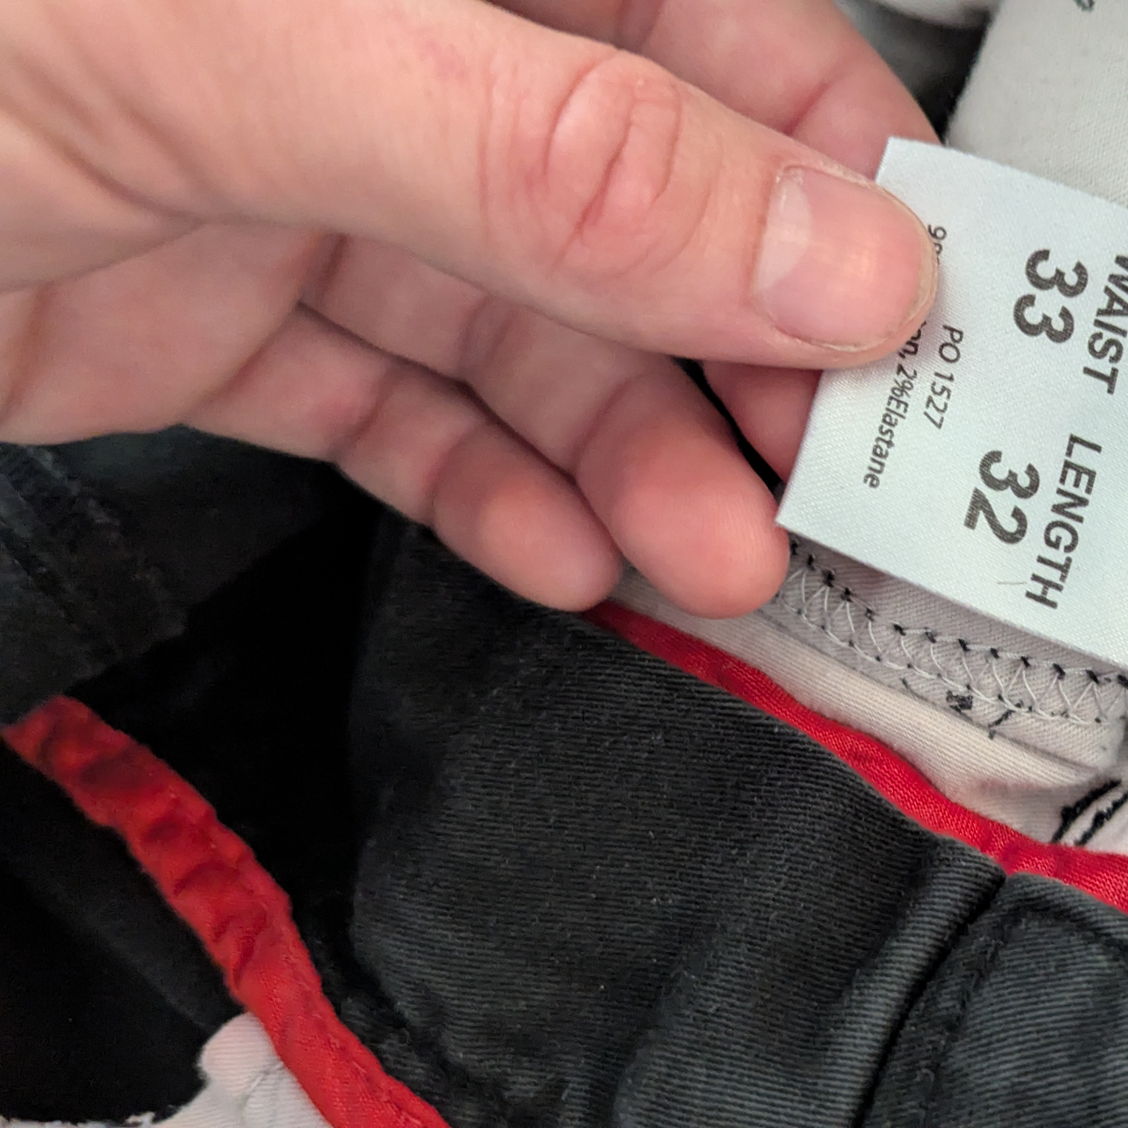 WAIST LENGTH
33 32
PO 1527
2%Elastane